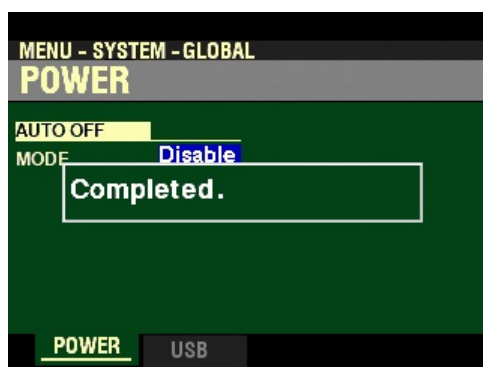 MENU - SYSTEM - GLOBAL
POWER
AUTO OFF
MODE Disable
Completed.
POWER USB